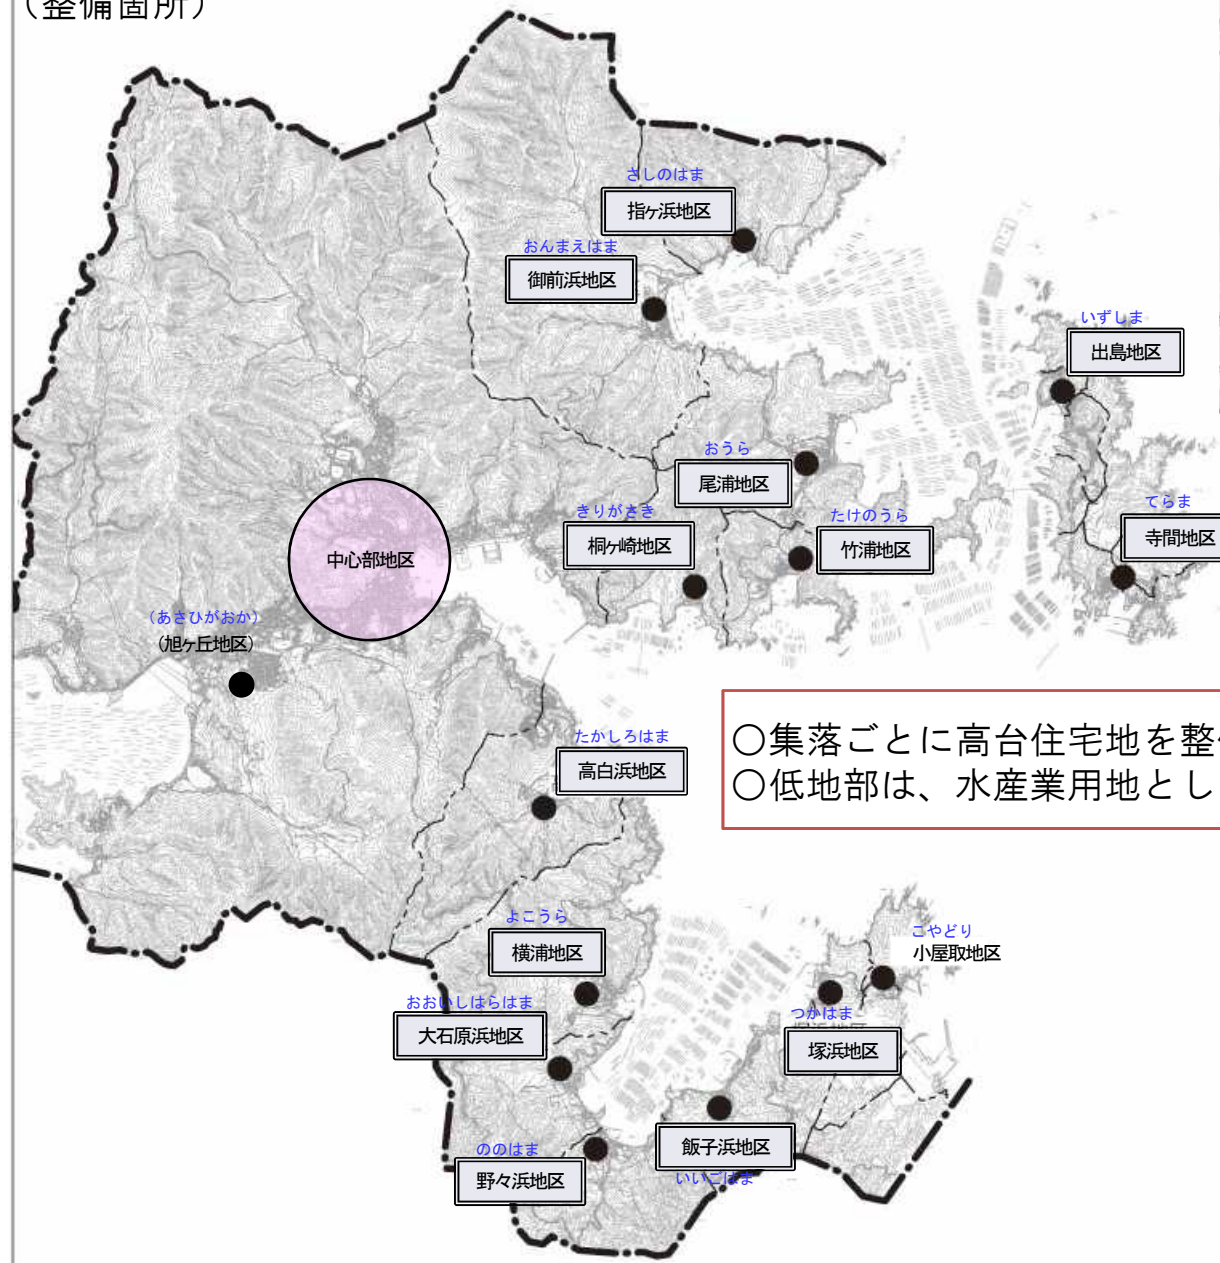 (整備箇所)
さしのはま
指ヶ浜地区
おんまえはま
御前浜地区
いずしま
出島地区
おうら
尾浦地区
きりがさき
桐ヶ崎地区
たけのうら
竹浦地区
てらま
寺間地区
中心部地区
(あさひがおか)
(旭ヶ丘地区)
○集落ごとに高台住宅地を整
○低地部は、水産業用地とし
たかしろはま
高白浜地区
よこうら
横浦地区
こやどり
小屋取地区
おおいしはらはま
大石原浜地区
つかはま
塚浜地区
ののはま
野々浜地区
飯子浜地区
いいごはま